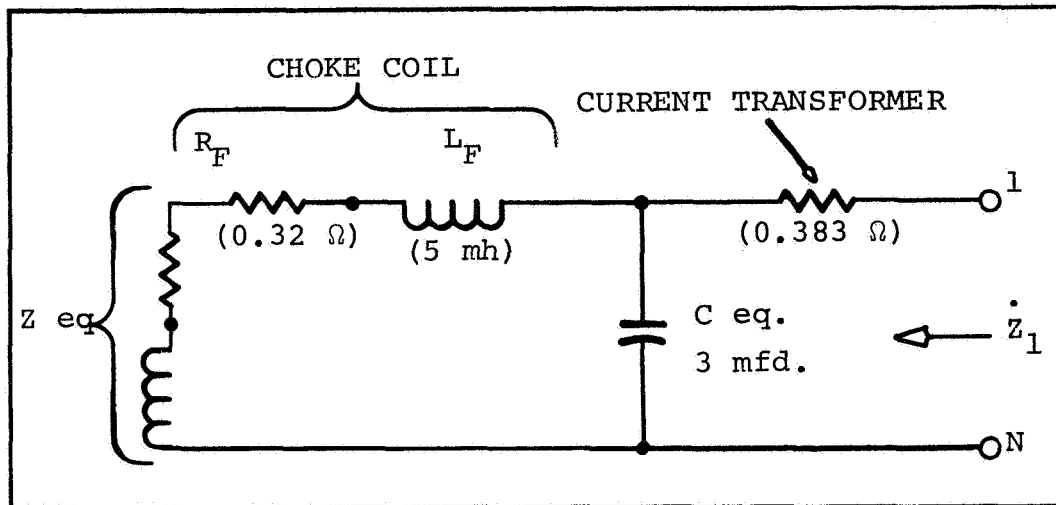 CHOKE COIL
CURRENT TRANSFORMER
R_F
L_F
1
(0.32 Ω)
(5 mh)
(0.383 Ω)
Z eq
C eq.
3 mfd.
Ż_1
N